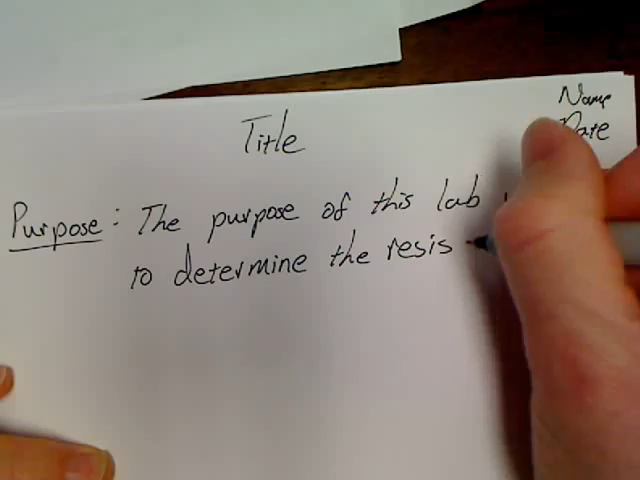 Name
Date
Title
Purpose: The purpose of this lab
to determine the resis